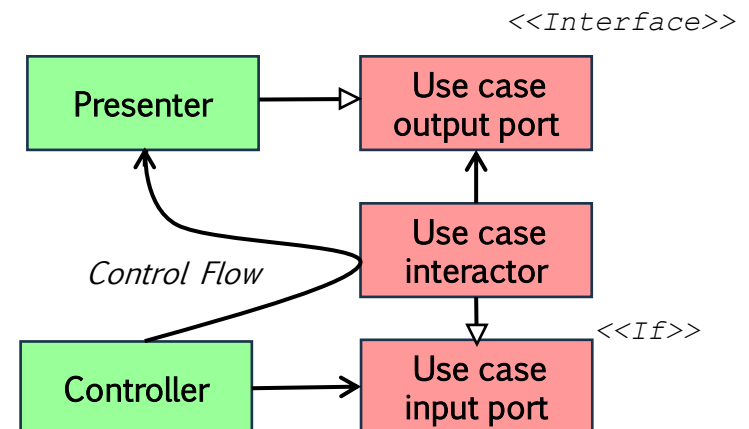 <<Interface>>
Presenter
Use case
output port
Use case
interactor
Control Flow
<<If>>
Controller
Use case
input port